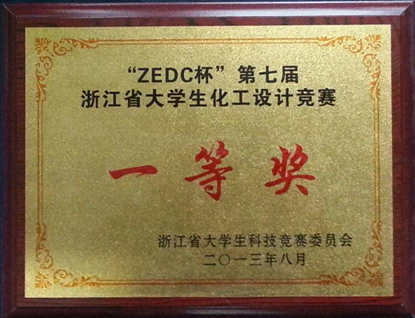 “ZEDC杯”第七届
浙江省大学生化工设计竞赛
一等奖
浙江省大学生科技竞赛委员会
二〇一三年八月